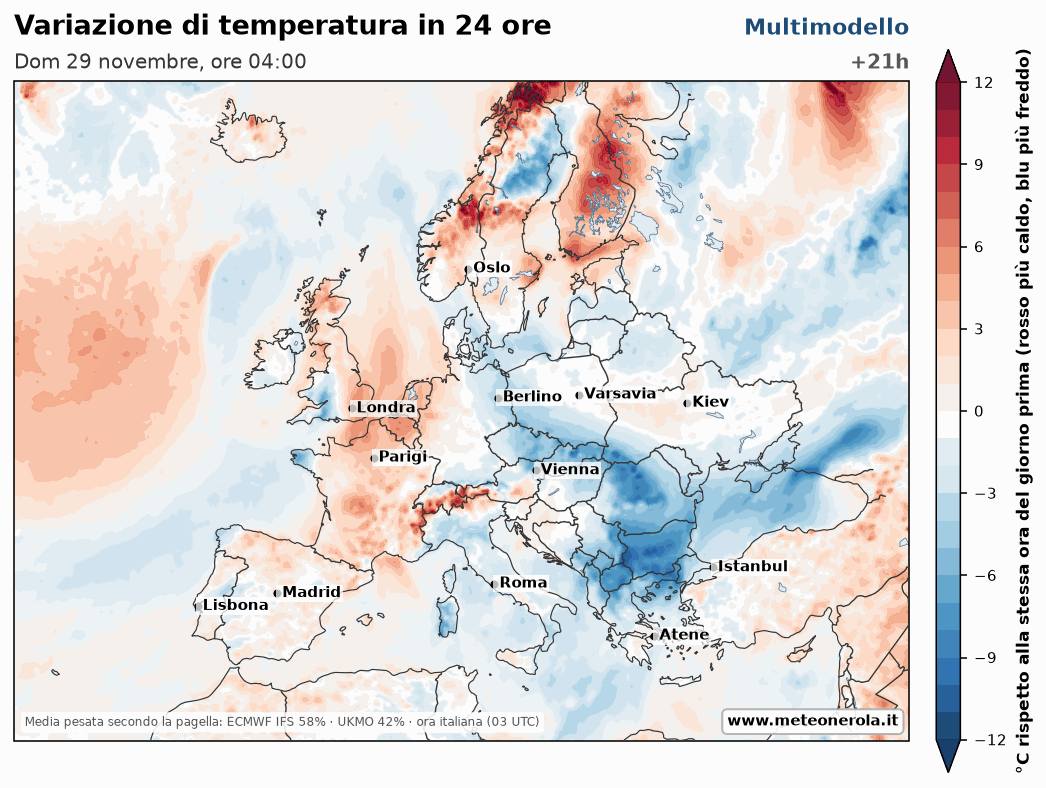 Variazione di temperatura in 24 ore
Multimodello
Dom 29 novembre, ore 04:00
+21h
Oslo
Londra
Berlino
Varsavia
Kiev
Parigi
Vienna
Madrid
Lisbona
Roma
Istanbul
Atene
Media pesata secondo la pagella: ECMWF IFS 58% · UKMO 42% · ora italiana (03 UTC)
www.meteonerola.it
12
9
6
3
0
−3
−6
−9
−12
°C rispetto alla stessa ora del giorno prima (rosso più caldo, blu più freddo)